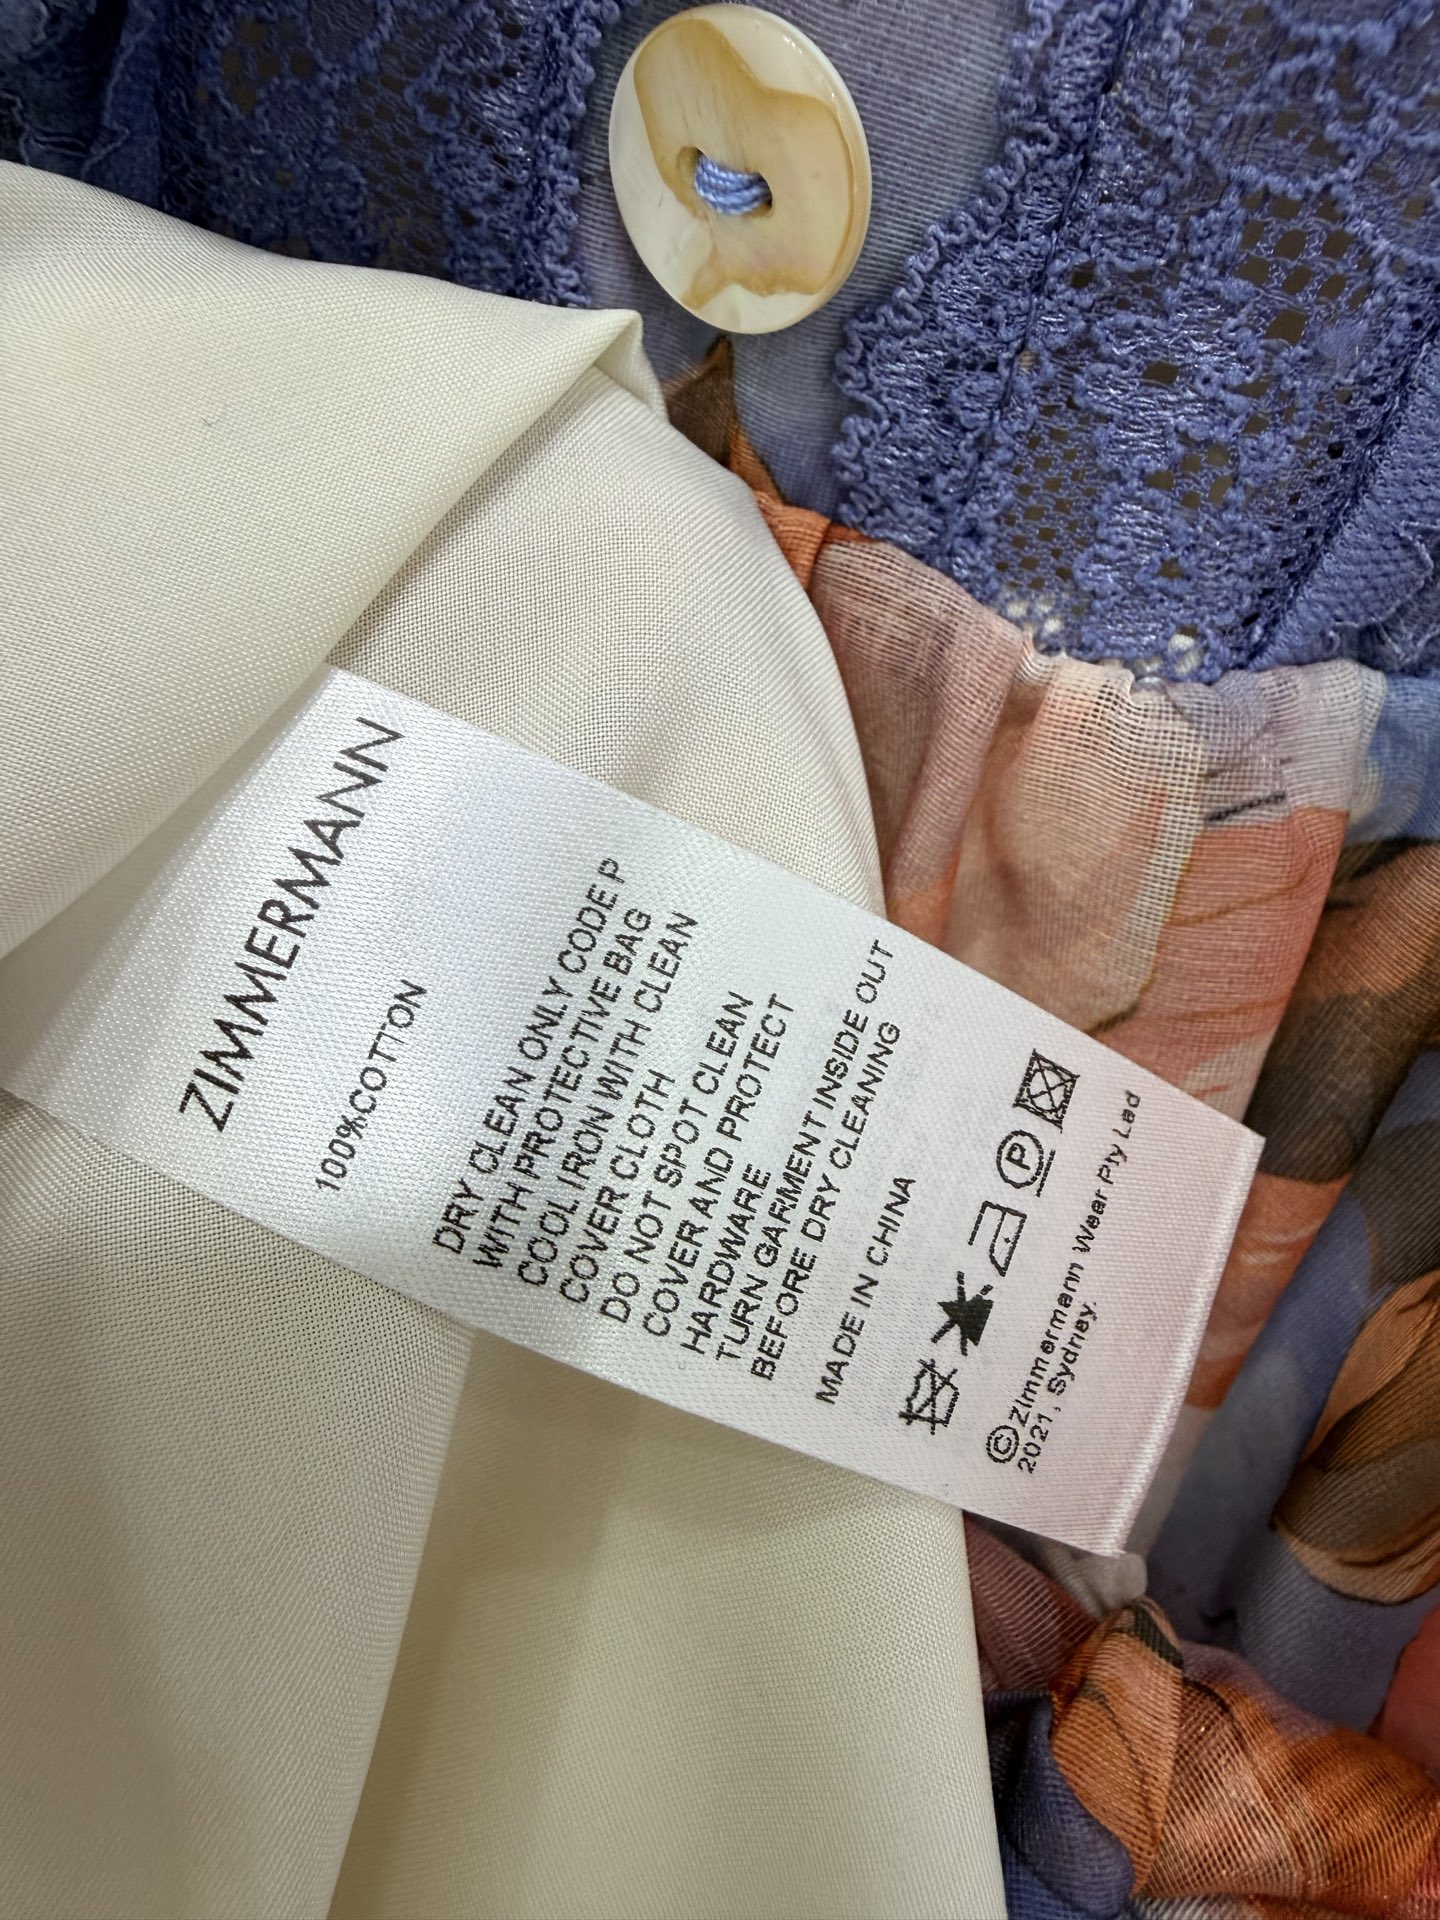 ZIMMERMANN
100%COTTON
DRY CLEAN ONLY CODE P
WITH PROTECTIVE BAG
COOL IRON WITH CLEAN
COVER CLOTH
DO NOT SPOT CLEAN
COVER AND PROTECT
HARDWARE
TURN GARMENT INSIDE OUT
BEFORE DRY CLEANING
MADE IN CHINA
P
©Zimmermann Wear Pty Lad
2021, Sydney.